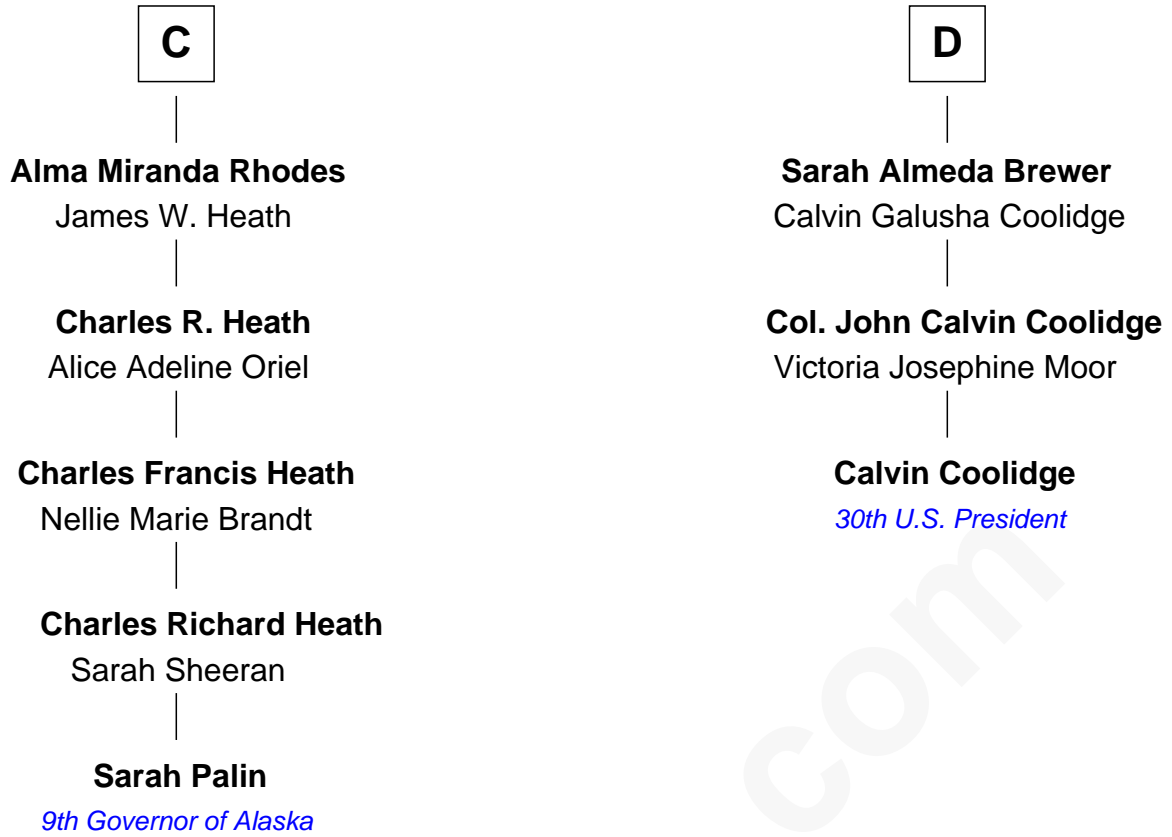 C
Alma Miranda Rhodes
James W. Heath
Charles R. Heath
Alice Adeline Oriel
Charles Francis Heath
Nellie Marie Brandt
Charles Richard Heath
Sarah Sheeran
Sarah Palin
9th Governor of Alaska
D
Sarah Almeda Brewer
Calvin Galusha Coolidge
Col. John Calvin Coolidge
Victoria Josephine Moor
Calvin Coolidge
30th U.S. President
com